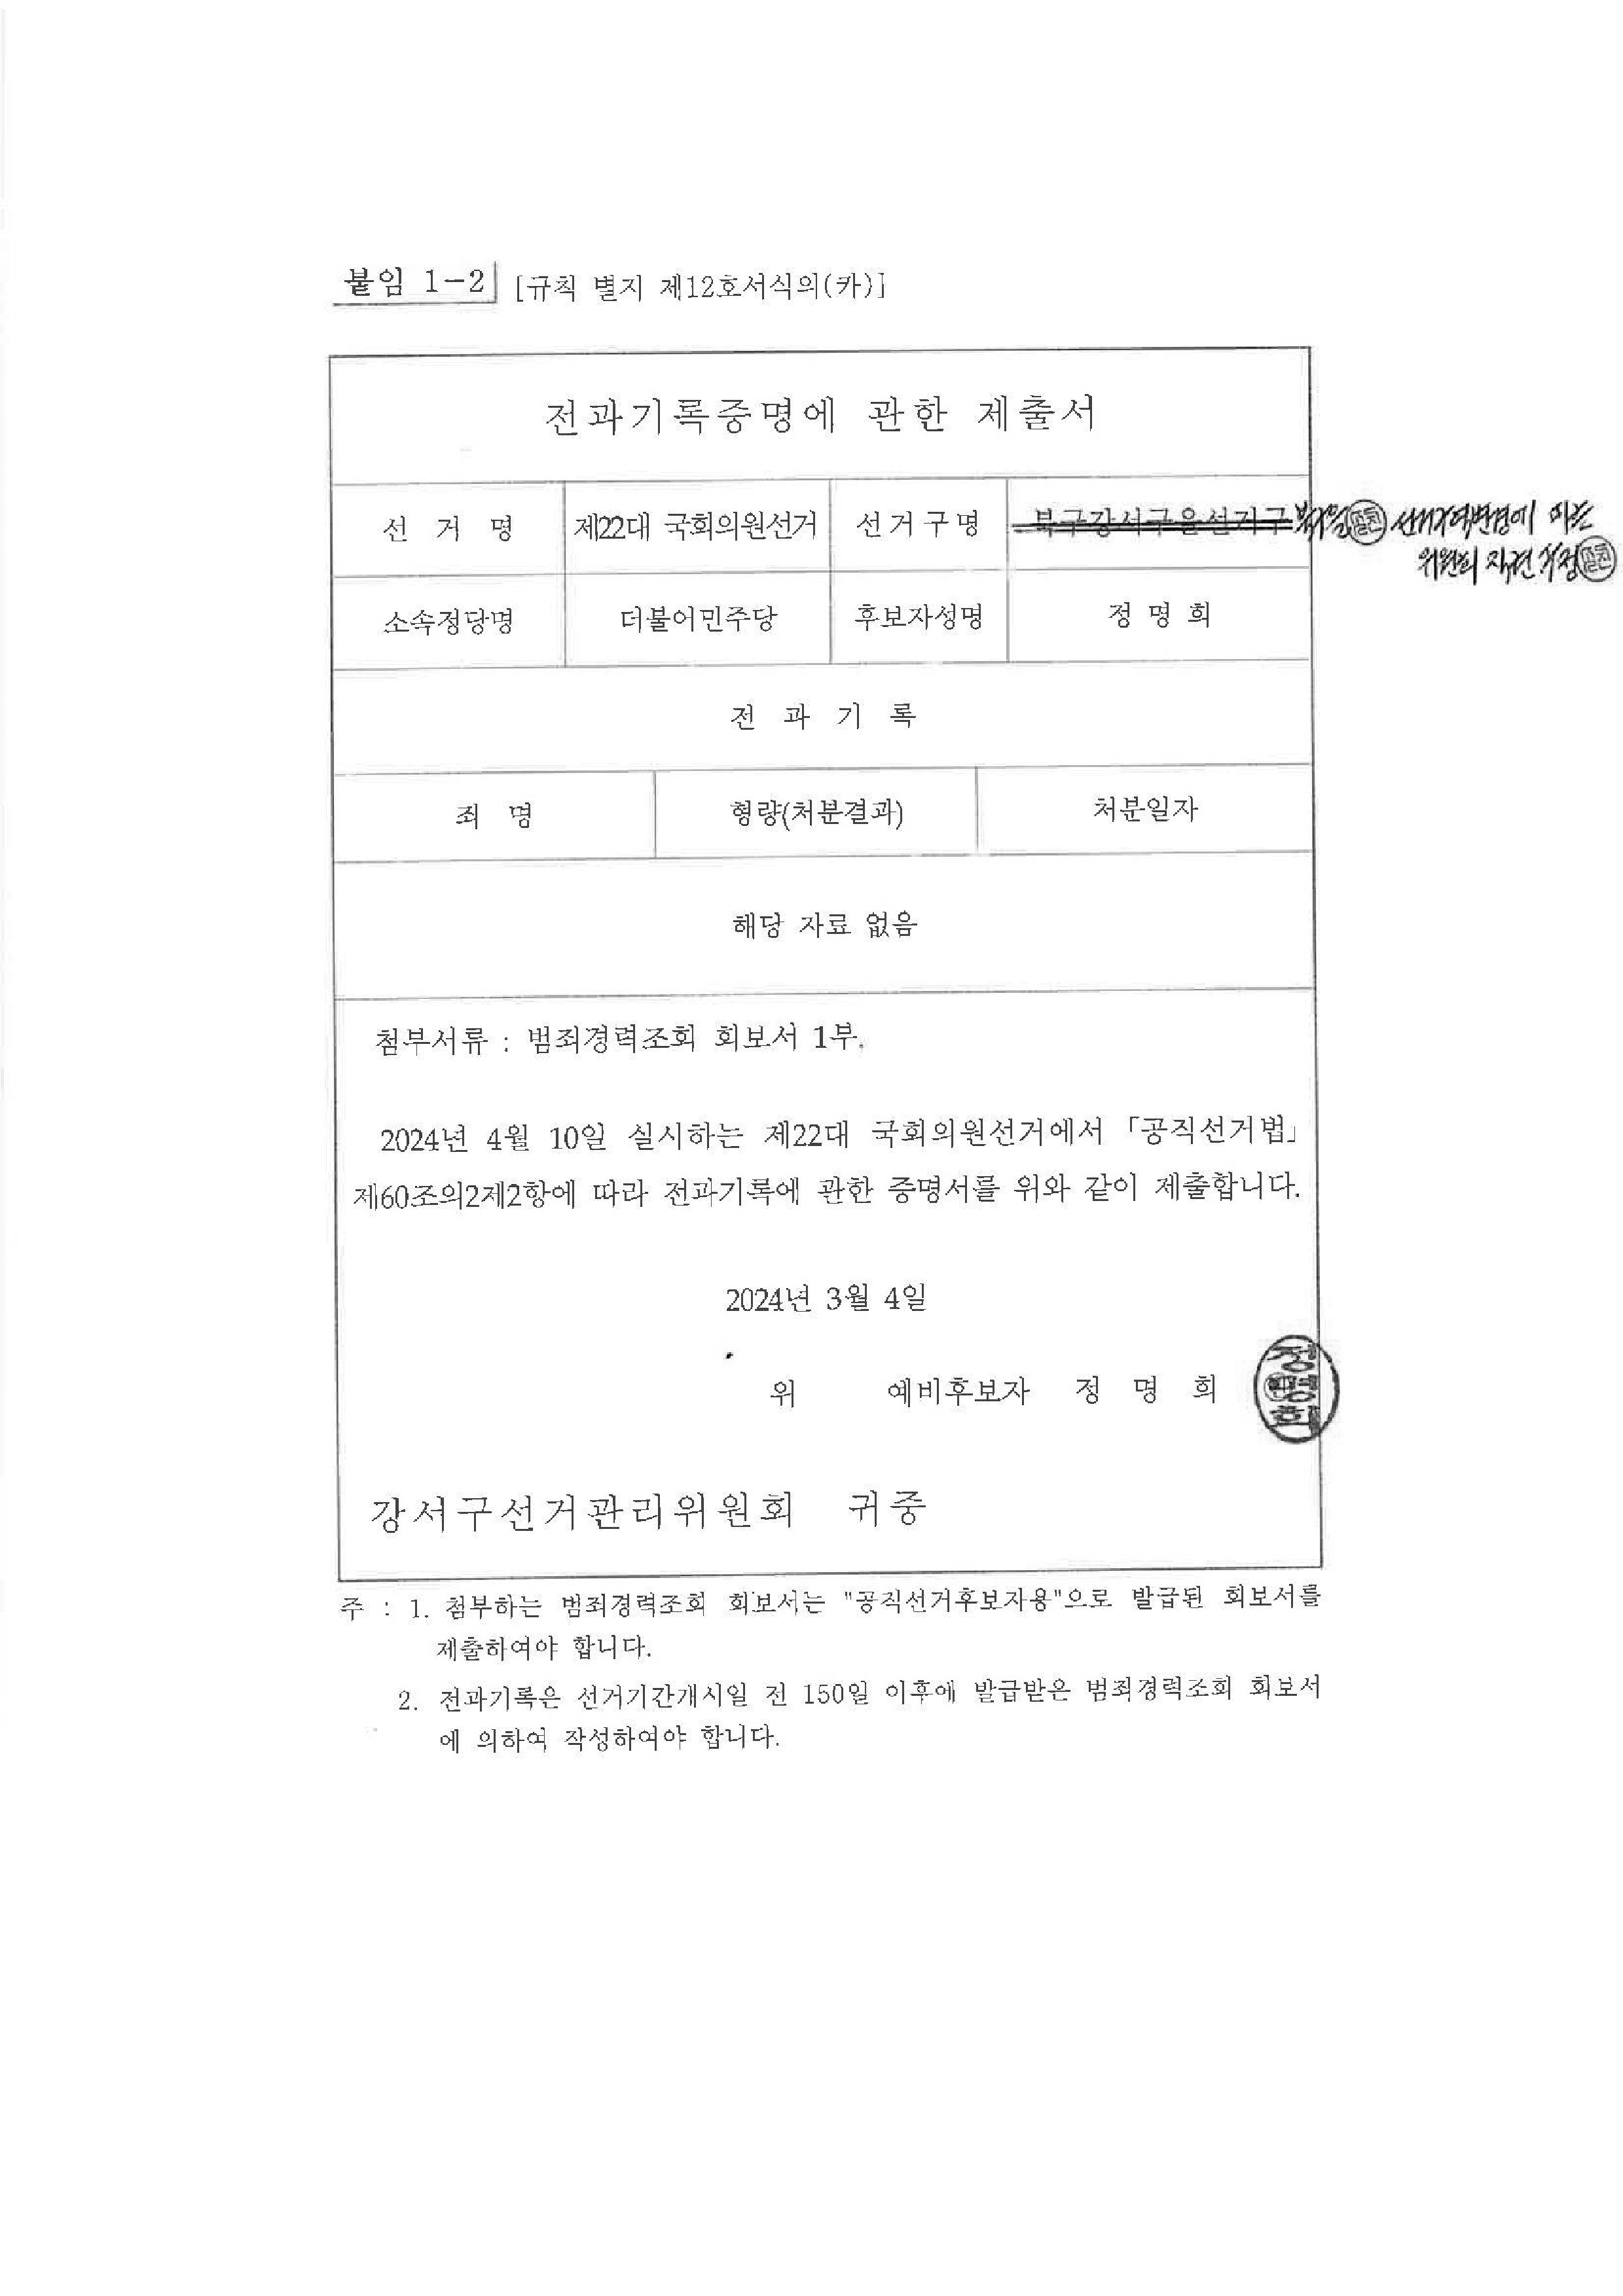 붙임 1-2 [규칙 별지 제12호서식의(카)]
전과기록증명에 관한 제출서
선 거 명 제22대 국회의원선거 선거구명 북구강서구을선거구 북구을 선거구역변경에 따른
위원회 직권 수정
소속정당명 더불어민주당 후보자성명 정 명 희
전 과 기 록
죄 명 형량(처분결과) 처분일자
해당 자료 없음
첨부서류 : 범죄경력조회 회보서 1부.
2024년 4월 10일 실시하는 제22대 국회의원선거에서 「공직선거법」
제60조의2제2항에 따라 전과기록에 관한 증명서를 위와 같이 제출합니다.
2024년 3월 4일
위 예비후보자 정 명 희
강서구선거관리위원회 귀중
주 : 1. 첨부하는 범죄경력조회 회보서는 "공직선거후보자용"으로 발급된 회보서를
제출하여야 합니다.
2. 전과기록은 선거기간개시일 전 150일 이후에 발급받은 범죄경력조회 회보서
에 의하여 작성하여야 합니다.